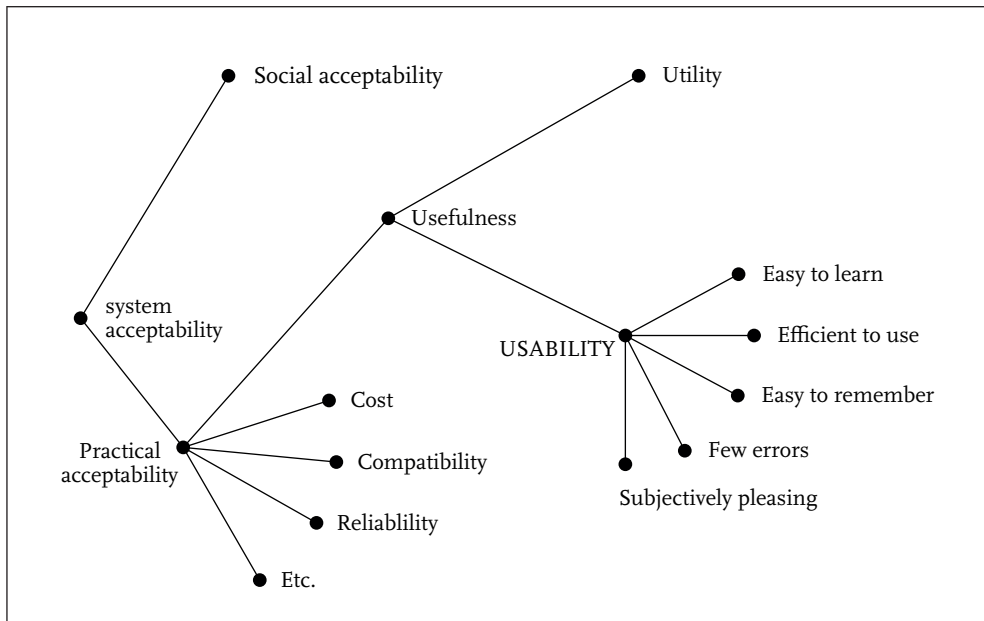 Social acceptability
Utility
Usefulness
Easy to learn
system
acceptability
Efficient to use
USABILITY
Easy to remember
Cost
Practical
acceptability
Few errors
Compatibility
Subjectively pleasing
Reliablility
Etc.